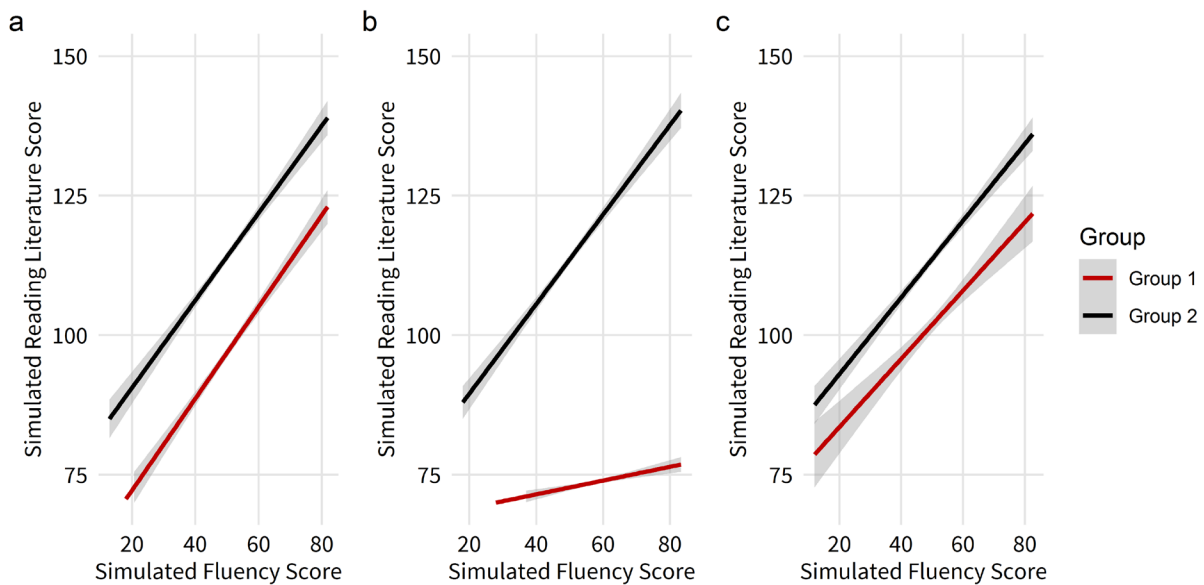 a
b
c
Simulated Reading Literature Score
150
125
100
75
20 40 60 80
Simulated Fluency Score
Simulated Reading Literature Score
150
125
100
75
20 40 60 80
Simulated Fluency Score
Simulated Reading Literature Score
150
125
100
75
20 40 60 80
Simulated Fluency Score
Group
Group 1
Group 2